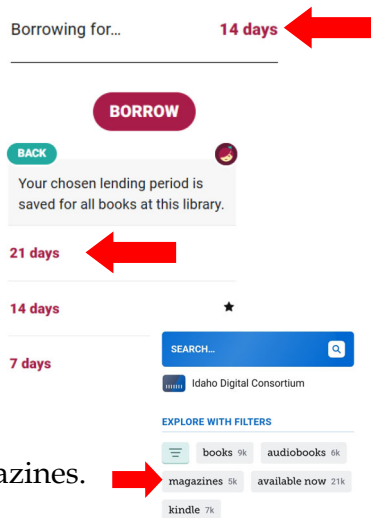 Borrowing for... 14 days
BORROW
BACK
Your chosen lending period is
saved for all books at this library.
21 days
14 days
7 days
SEARCH...
Idaho Digital Consortium
EXPLORE WITH FILTERS
books 9k audiobooks 6k
magazines 5k available now 21k
kindle 7k
azines.